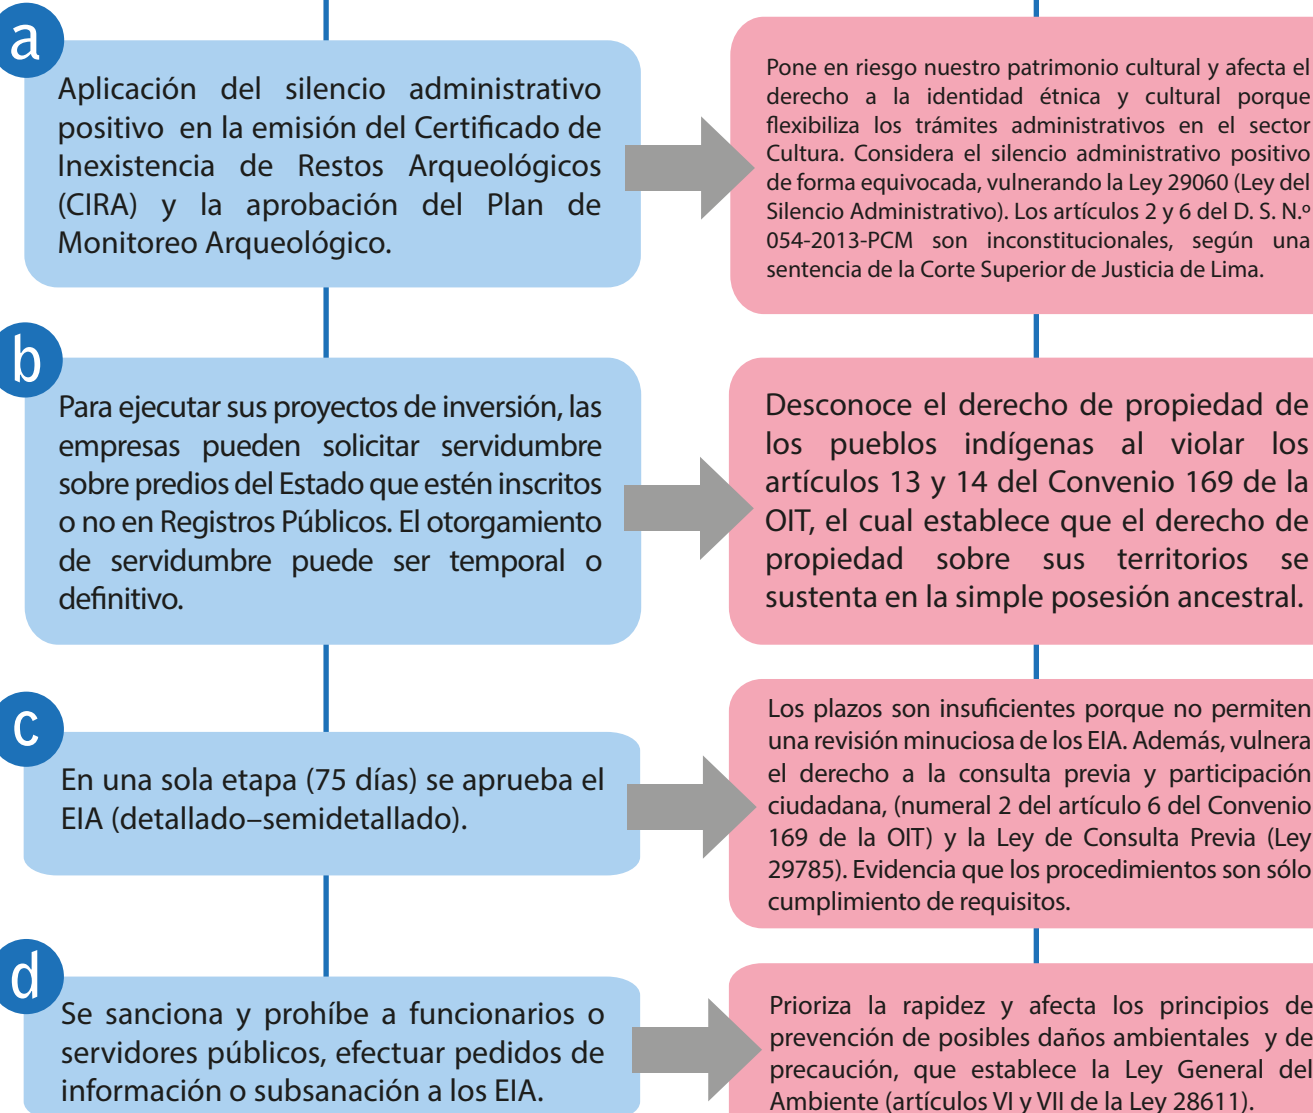 a
Aplicación del silencio administrativo
positivo en la emisión del Certificado de
Inexistencia de Restos Arqueológicos
(CIRA) y la aprobación del Plan de
Monitoreo Arqueológico.
Pone en riesgo nuestro patrimonio cultural y afecta el
derecho a la identidad étnica y cultural porque
flexibiliza los trámites administrativos en el sector
Cultura. Considera el silencio administrativo positivo
de forma equivocada, vulnerando la Ley 29060 (Ley del
Silencio Administrativo). Los artículos 2 y 6 del D. S. N.º
054-2013-PCM son inconstitucionales, según una
sentencia de la Corte Superior de Justicia de Lima.
b
Para ejecutar sus proyectos de inversión, las
empresas pueden solicitar servidumbre
sobre predios del Estado que estén inscritos
o no en Registros Públicos. El otorgamiento
de servidumbre puede ser temporal o
definitivo.
Desconoce el derecho de propiedad de
los pueblos indígenas al violar los
artículos 13 y 14 del Convenio 169 de la
OIT, el cual establece que el derecho de
propiedad sobre sus territorios se
sustenta en la simple posesión ancestral.
c
En una sola etapa (75 días) se aprueba el
EIA (detallado–semidetallado).
Los plazos son insuficientes porque no permiten
una revisión minuciosa de los EIA. Además, vulnera
el derecho a la consulta previa y participación
ciudadana, (numeral 2 del artículo 6 del Convenio
169 de la OIT) y la Ley de Consulta Previa (Ley
29785). Evidencia que los procedimientos son sólo
cumplimiento de requisitos.
d
Se sanciona y prohíbe a funcionarios o
servidores públicos, efectuar pedidos de
información o subsanación a los EIA.
Prioriza la rapidez y afecta los principios de
prevención de posibles daños ambientales y de
precaución, que establece la Ley General del
Ambiente (artículos VI y VII de la Ley 28611).